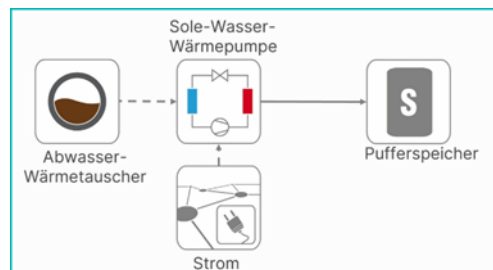 Sole-Wasser-
Wärmepumpe
S
Abwasser-
Wärmetauscher
Pufferspeicher
Strom